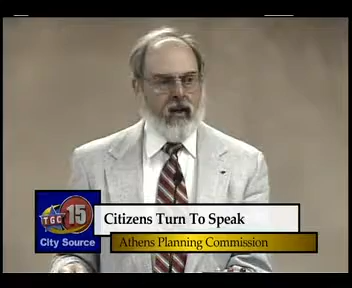 TGC 15
Citizens Turn To Speak
City Source
Athens Planning Commission